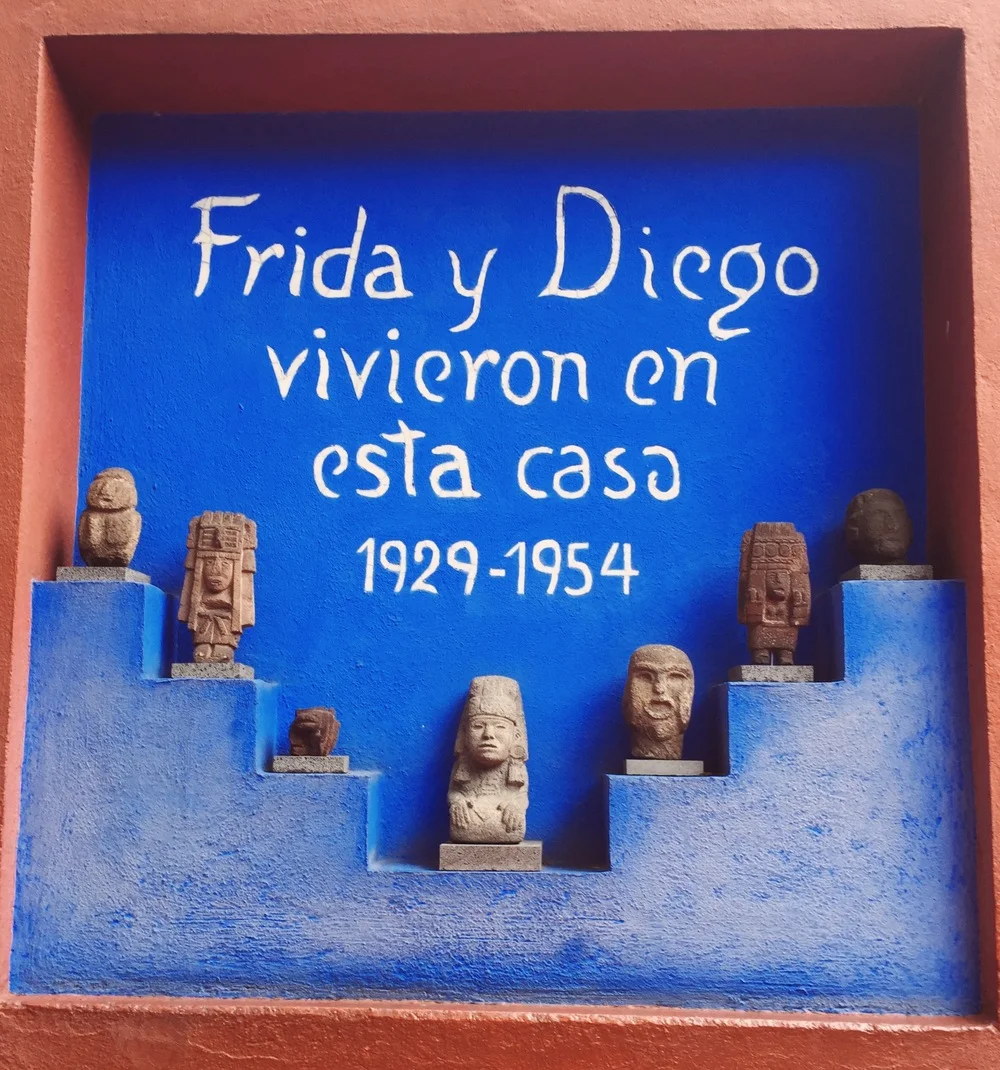 Frida y Diego
vivieron en
esta casa
1929-1954